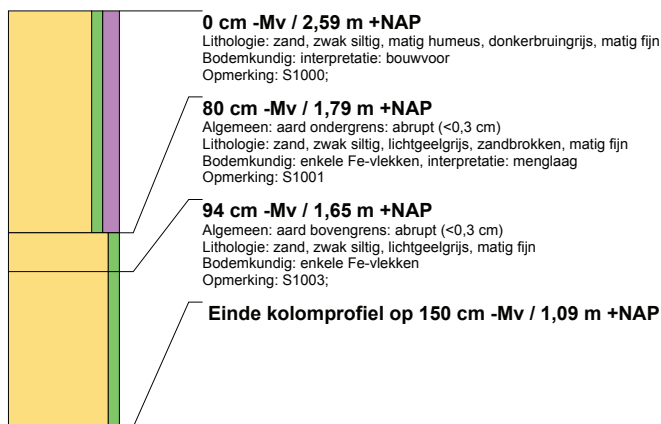 0 cm -Mv / 2,59 m +NAP
Lithologie: zand, zwak siltig, matig humeus, donkerbruingrijs, matig fijn
Bodemkundig: interpretatie: bouwvoor
Opmerking: S1000;
80 cm -Mv / 1,79 m +NAP
Algemeen: aard ondergrens: abrupt (<0,3 cm)
Lithologie: zand, zwak siltig, lichtgeelgrijs, zandbrokken, matig fijn
Bodemkundig: enkele Fe-vlekken, interpretatie: menglaag
Opmerking: S1001
94 cm -Mv / 1,65 m +NAP
Algemeen: aard bovengrens: abrupt (<0,3 cm)
Lithologie: zand, zwak siltig, lichtgeelgrijs, matig fijn
Bodemkundig: enkele Fe-vlekken
Opmerking: S1003;
Einde kolomprofiel op 150 cm -Mv / 1,09 m +NAP